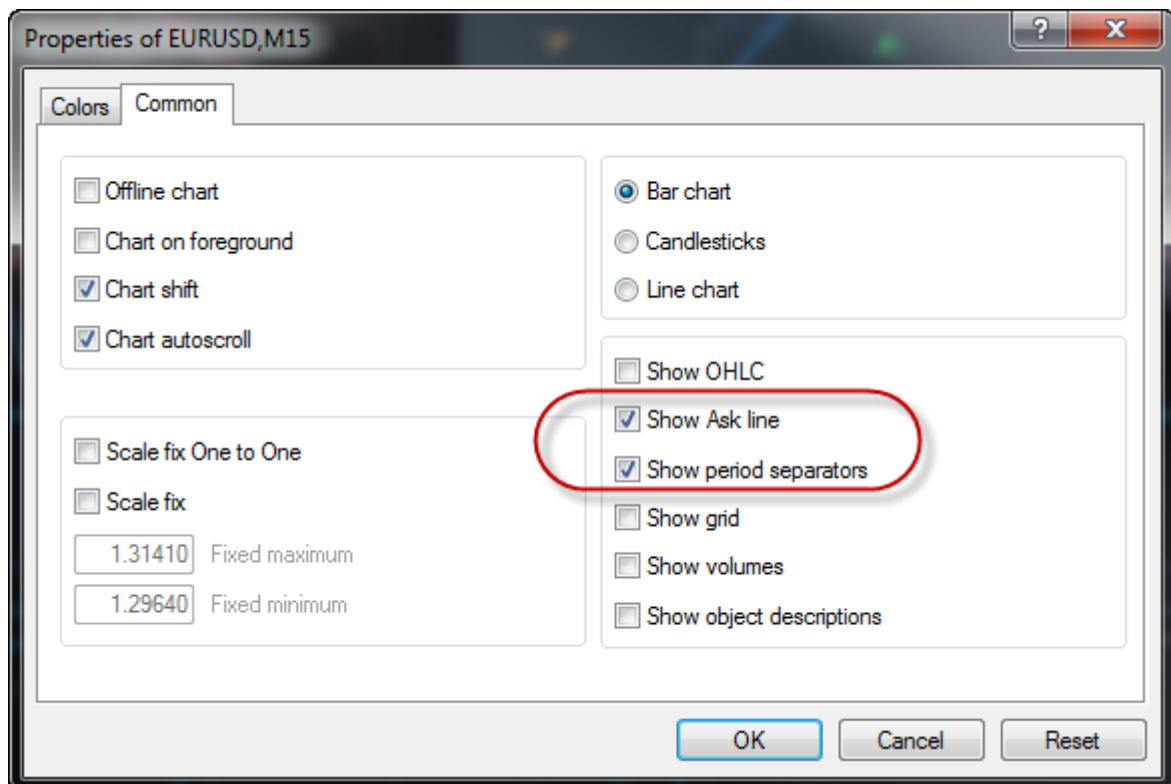 Properties of EURUSD,M15
?
X
Colors
Common
Offline chart
Chart on foreground
Chart shift
Chart autoscroll
Scale fix One to One
Scale fix
1.31410 Fixed maximum
1.29640 Fixed minimum
Bar chart
Candlesticks
Line chart
Show OHLC
Show Ask line
Show period separators
Show grid
Show volumes
Show object descriptions
OK
Cancel
Reset